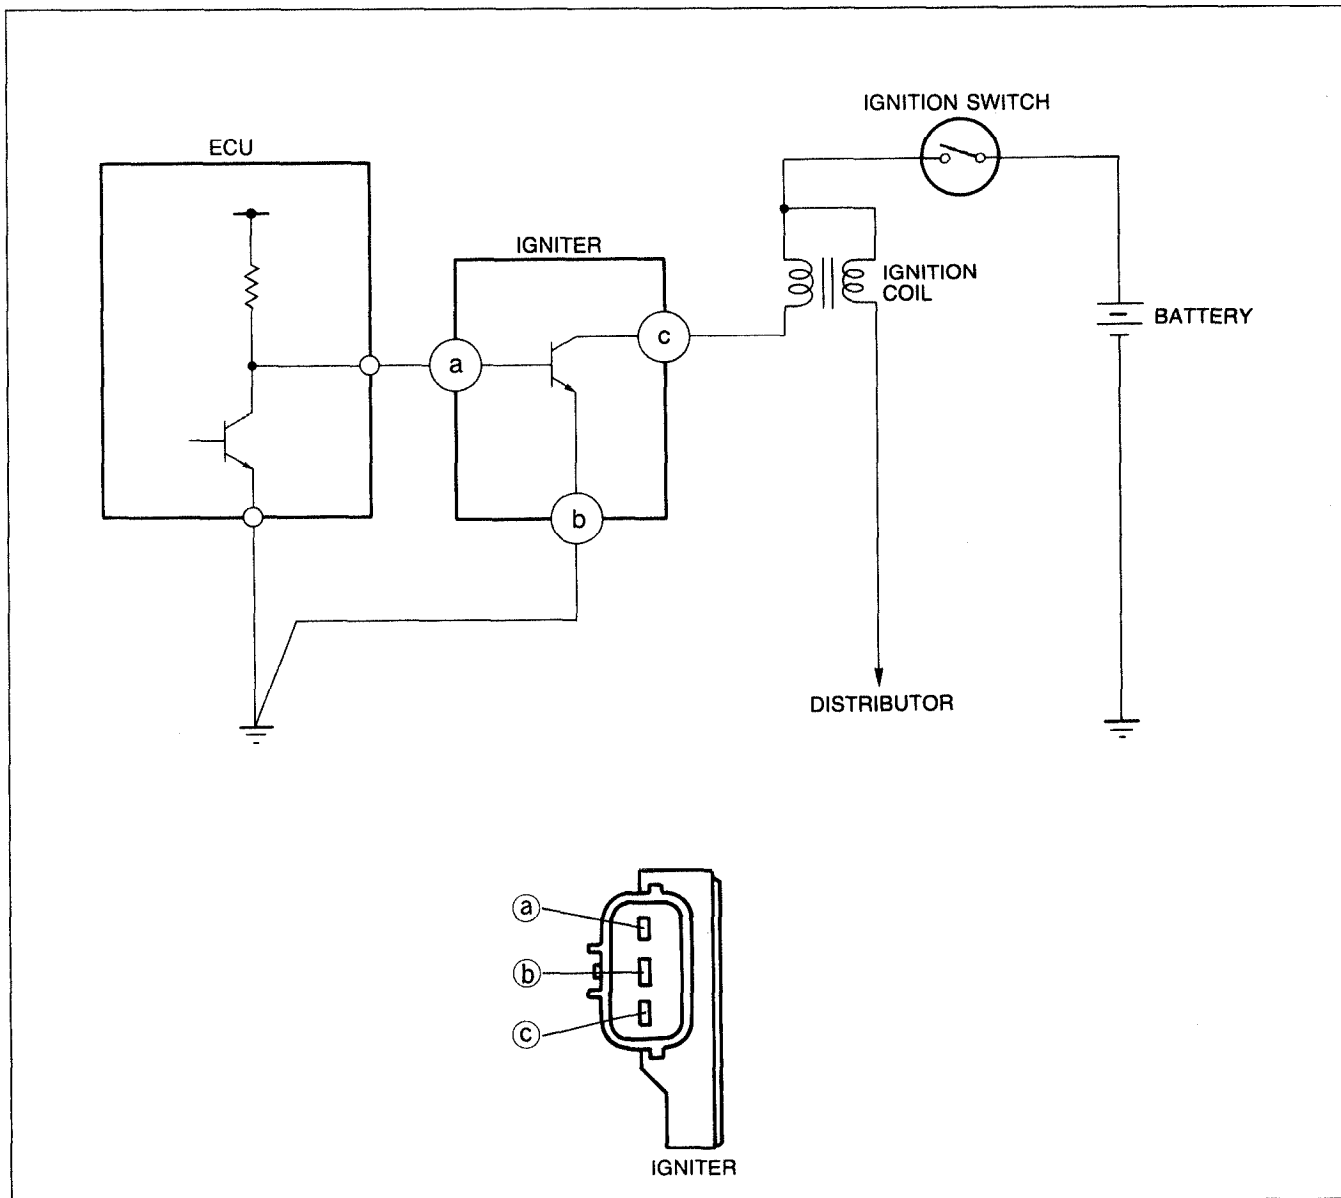 IGNITION SWITCH
ECU
IGNITER
IGNITION
COIL
BATTERY
c
a
b
DISTRIBUTOR
a
b
c
IGNITER